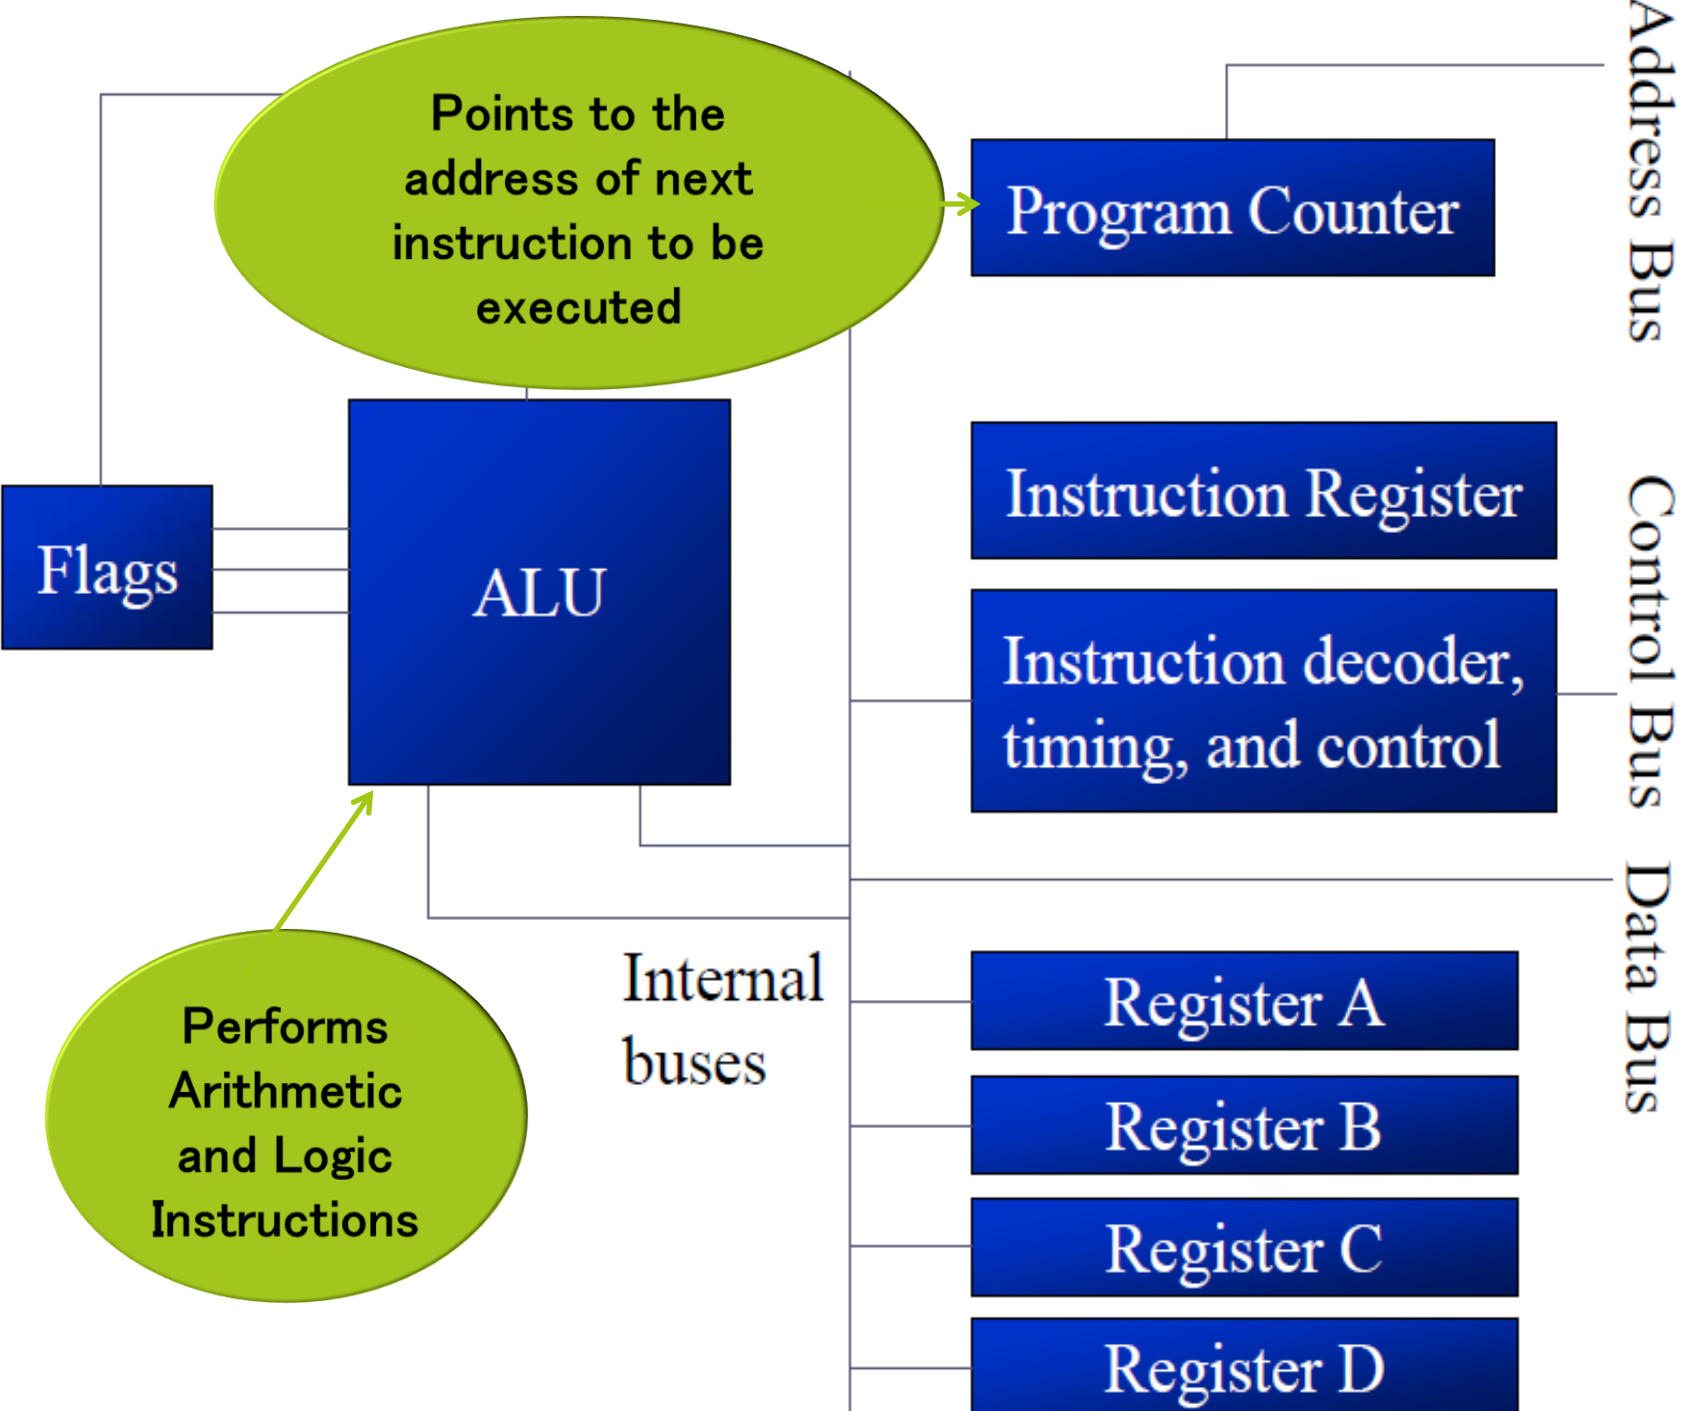 Points to the
address of next
instruction to be
executed
Program Counter
Address Bus
Instruction Register
Flags
ALU
Instruction decoder,
timing, and control
Control Bus
Data Bus
Internal
buses
Performs
Arithmetic
and Logic
Instructions
Register A
Register B
Register C
Register D